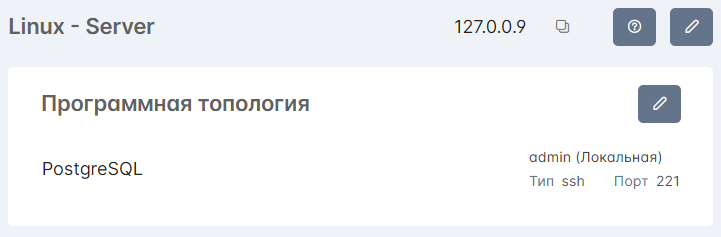 Linux - Server 127.0.0.9
Программная топология
PostgreSQL
admin (Локальная)
Тип ssh Порт 221